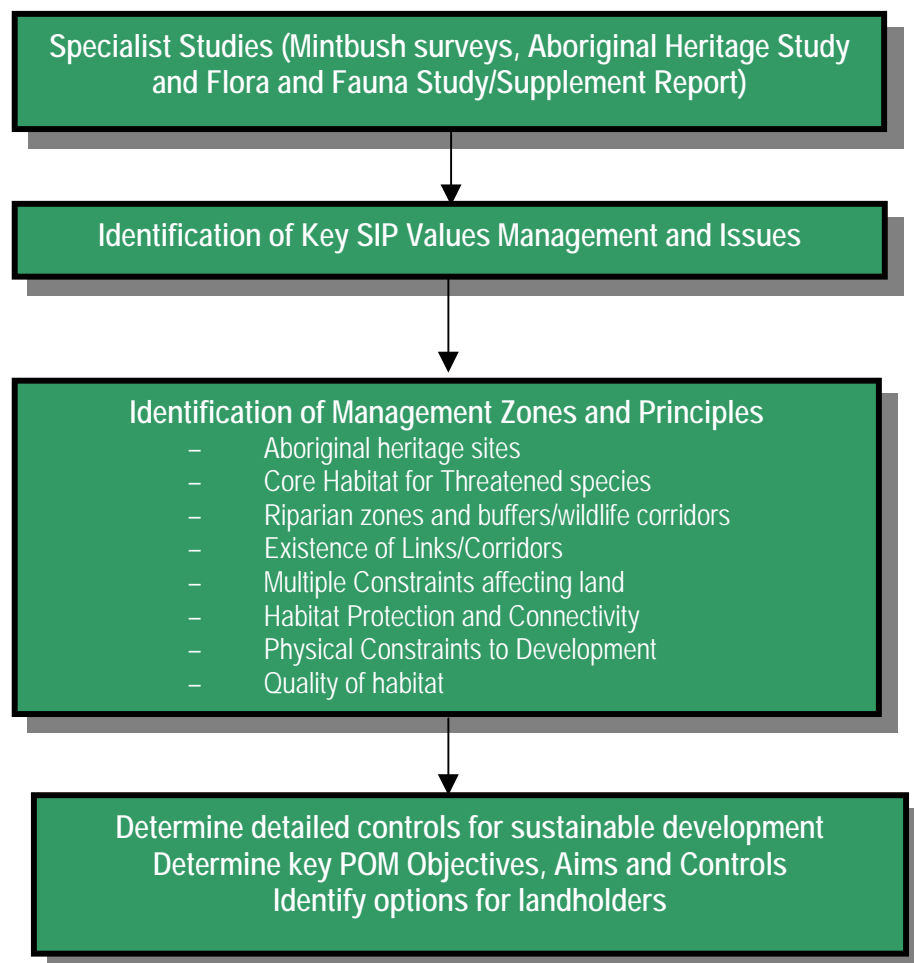 Specialist Studies (Mintbush surveys, Aboriginal Heritage Study
and Flora and Fauna Study/Supplement Report)
Identification of Key SIP Values Management and Issues
Identification of Management Zones and Principles
– Aboriginal heritage sites
– Core Habitat for Threatened species
– Riparian zones and buffers/wildlife corridors
– Existence of Links/Corridors
– Multiple Constraints affecting land
– Habitat Protection and Connectivity
– Physical Constraints to Development
– Quality of habitat
Determine detailed controls for sustainable development
Determine key POM Objectives, Aims and Controls
Identify options for landholders